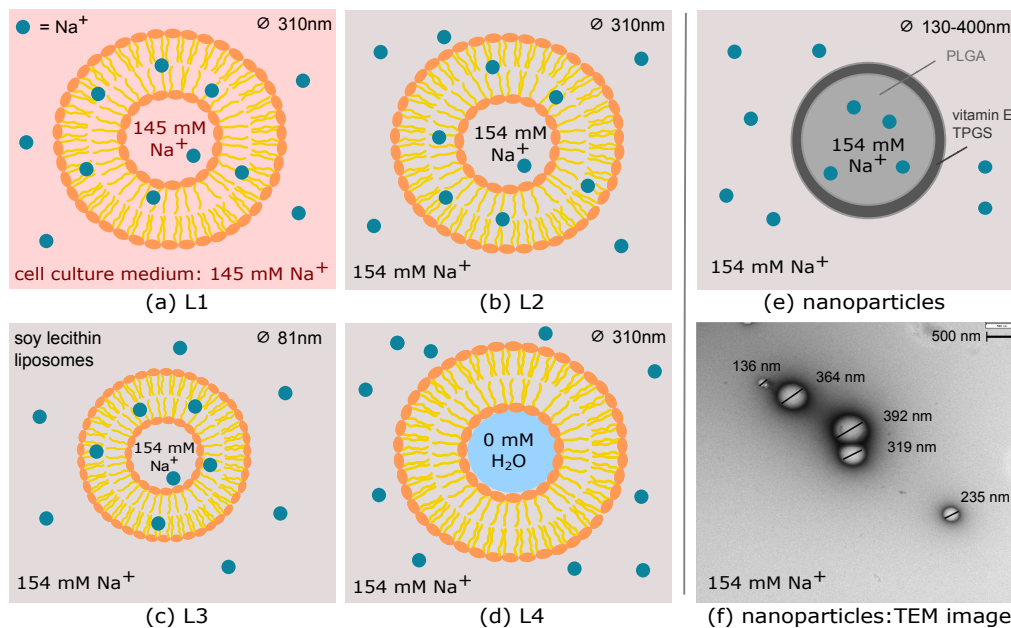 = Na⁺
Ø 310nm
145 mM
Na⁺
cell culture medium: 145 mM Na⁺
(a) L1
Ø 310nm
154 mM
Na⁺
154 mM Na⁺
(b) L2
soy lecithin
liposomes
Ø 81nm
154 mM
Na⁺
154 mM Na⁺
(c) L3
Ø 310nm
0 mM
H₂O
154 mM Na⁺
(d) L4
Ø 130-400nm
PLGA
vitamin E
TPGS
154 mM
Na⁺
154 mM Na⁺
(e) nanoparticles
500 nm
136 nm
364 nm
392 nm
319 nm
235 nm
154 mM Na⁺
(f) nanoparticles:TEM image